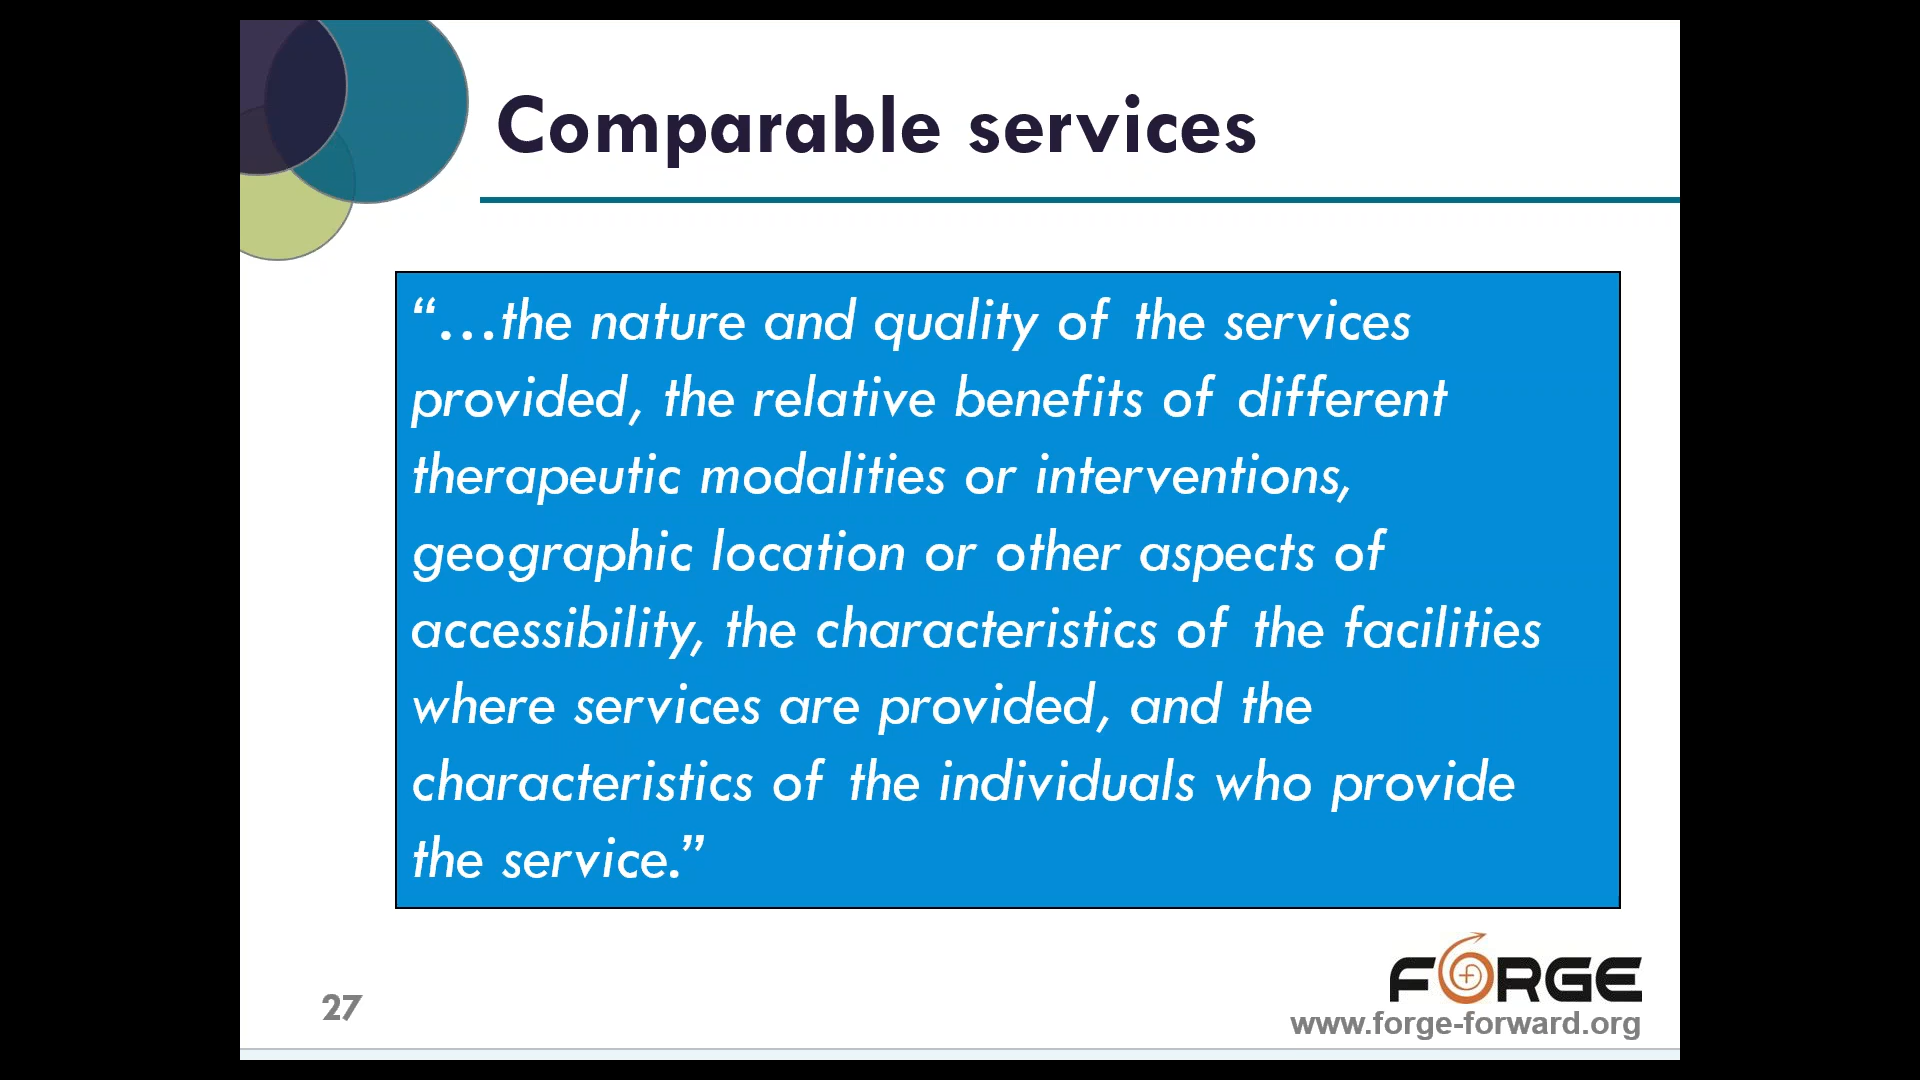 Comparable services
“…the nature and quality of the services
provided, the relative benefits of different
therapeutic modalities or interventions,
geographic location or other aspects of
accessibility, the characteristics of the facilities
where services are provided, and the
characteristics of the individuals who provide
the service.”
FORGE
www.forge-forward.org
27